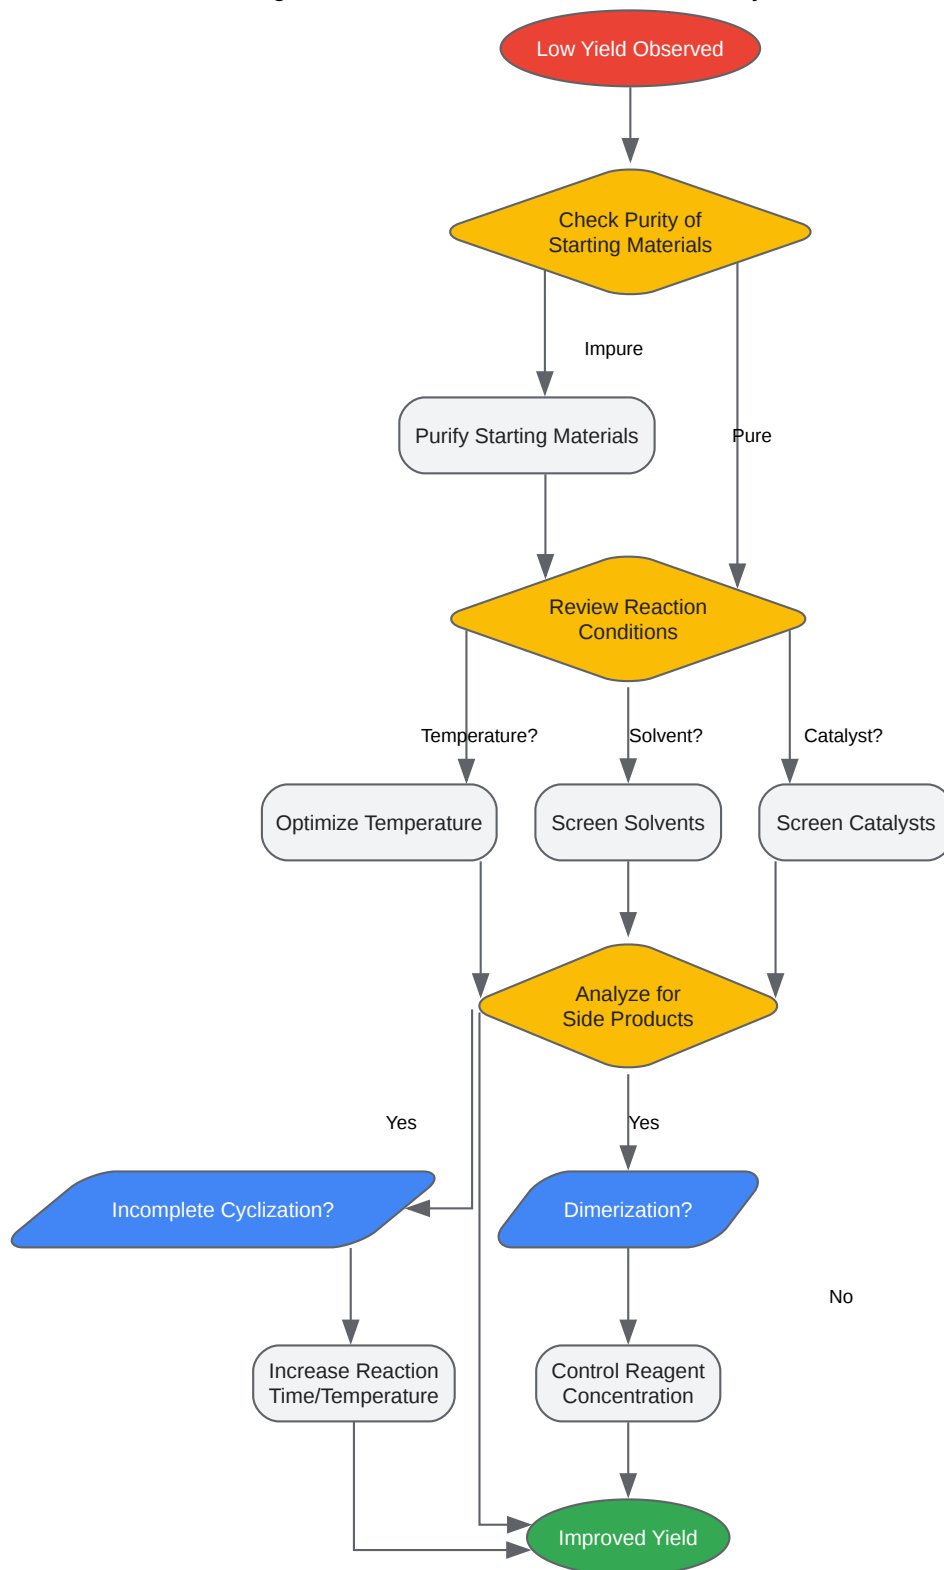 Low Yield Observed
Check Purity of
Starting Materials
Impure
Purify Starting Materials
Pure
Review Reaction
Conditions
Temperature?
Solvent?
Catalyst?
Optimize Temperature
Screen Solvents
Screen Catalysts
Analyze for
Side Products
Yes
Yes
Incomplete Cyclization?
Dimerization?
No
Increase Reaction
Time/Temperature
Control Reagent
Concentration
Improved Yield